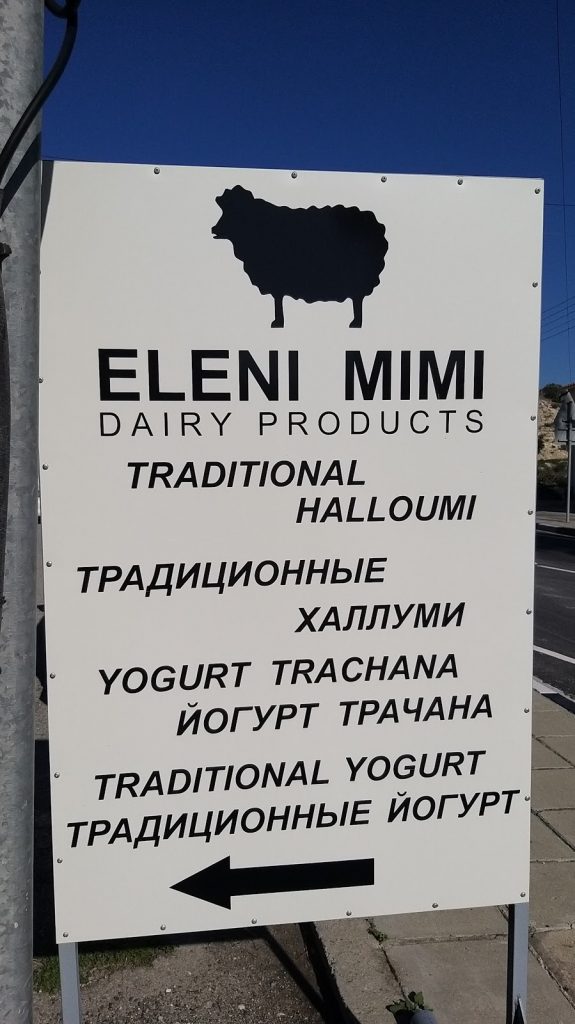 ELENI MIMI
DAIRY PRODUCTS
TRADITIONAL
HALLOUMI
ТРАДИЦИОННЫЕ
ХАЛЛУМИ
YOGURT TRACHANA
ЙОГУРТ ТРАЧАНА
TRADITIONAL YOGURT
ТРАДИЦИОННЫЕ ЙОГУРТ